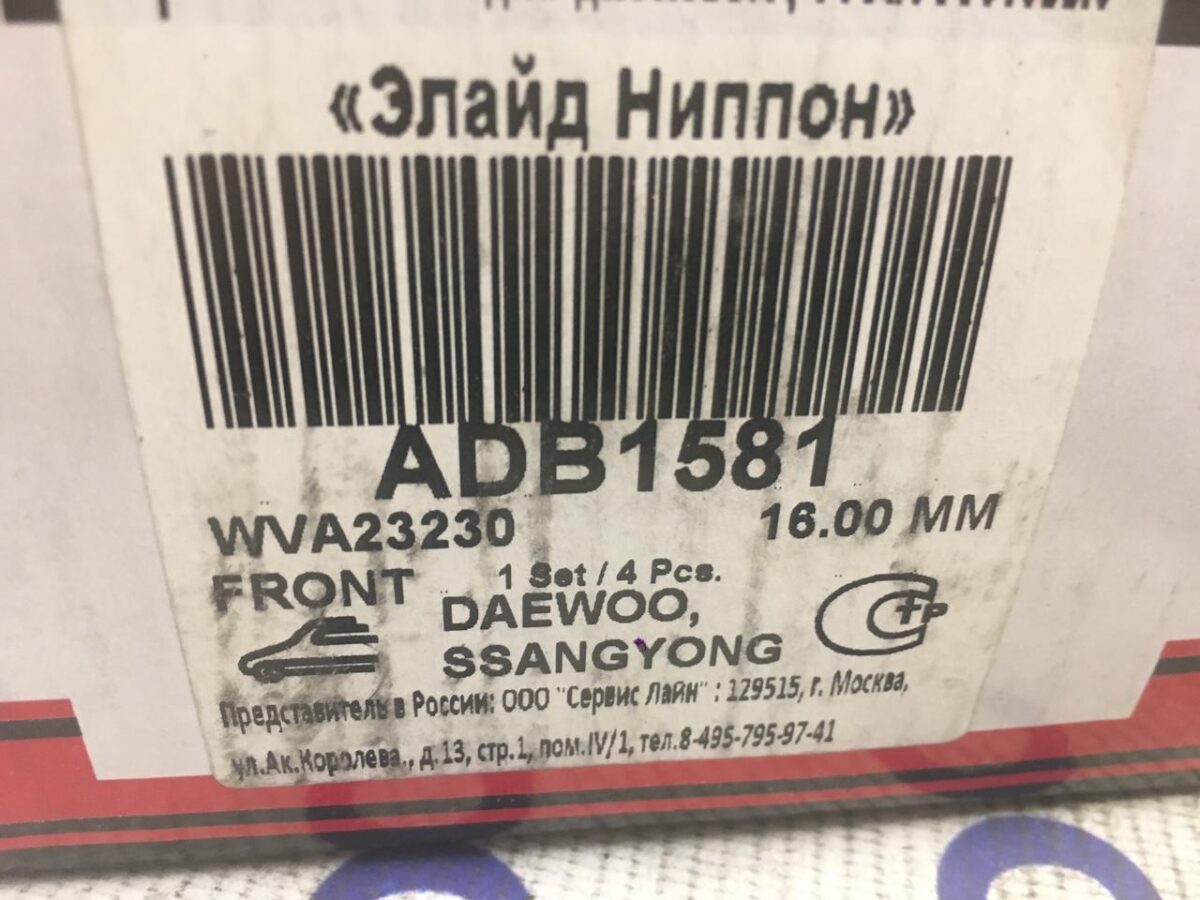 «Элайд Ниппон»
ADB1581
WVA23230 16.00 MM
FRONT 1 Set / 4 Pcs.
DAEWOO,
SSANGYONG
Представитель в России: ООО "Сервис Лайн" : 129515, г. Москва,
ул.Ак.Королева., д.13, стр.1, пом.IV/1, тел.8-495-795-97-41